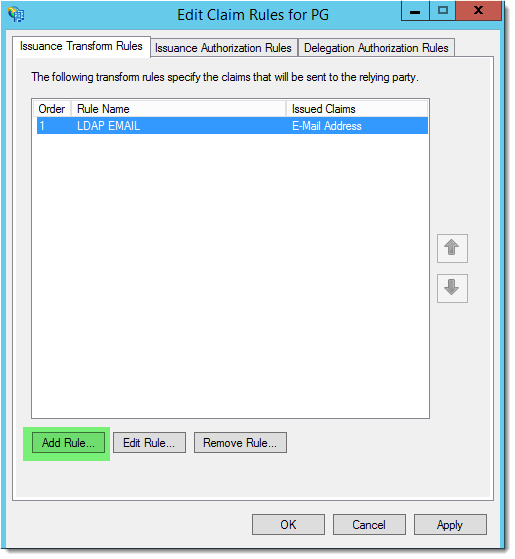 Edit Claim Rules for PG
Issuance Transform Rules Issuance Authorization Rules Delegation Authorization Rules
The following transform rules specify the claims that will be sent to the relying party.
Order Rule Name Issued Claims
1 LDAP EMAIL E-Mail Address
Add Rule... Edit Rule... Remove Rule...
OK Cancel Apply